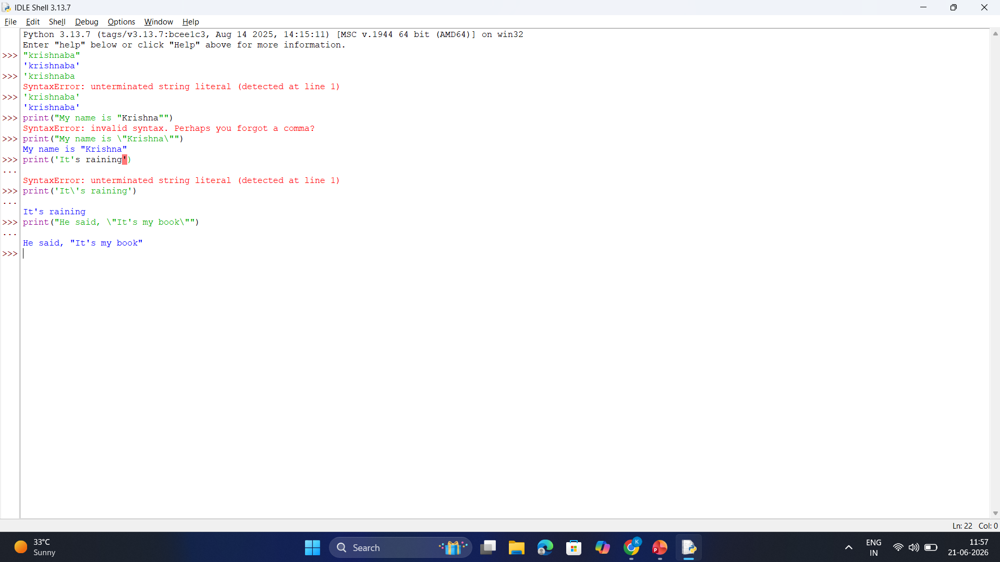 IDLE Shell 3.13.7
File Edit Shell Debug Options Window Help
Python 3.13.7 (tags/v3.13.7:bcee1c3, Aug 14 2025, 14:15:11) [MSC v.1944 64 bit (AMD64)] on win32
Enter "help" below or click "Help" above for more information.
>>> "krishnaba"
'krishnaba'
>>> 'krishnaba
SyntaxError: unterminated string literal (detected at line 1)
>>> 'krishnaba'
'krishnaba'
>>> print("My name is "Krishna"")
SyntaxError: invalid syntax. Perhaps you forgot a comma?
>>> print("My name is \"Krishna\"")
My name is "Krishna"
>>> print('It's raining')
...
SyntaxError: unterminated string literal (detected at line 1)
>>> print('It\'s raining')
...
It's raining
>>> print("He said, \"It's my book\"")
...
He said, "It's my book"
>>>
Ln: 22 Col: 0
33°C
Sunny
Search
K
P
ENG
IN
11:57
21-06-2026